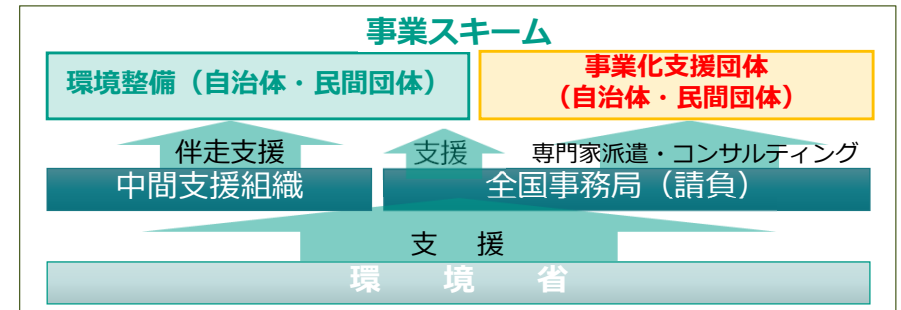 事業スキーム
環境整備（自治体・民間団体）
事業化支援団体
（自治体・民間団体）
伴走支援
支援
専門家派遣・コンサルティング
中間支援組織
全国事務局（請負）
支　援
環　境　省